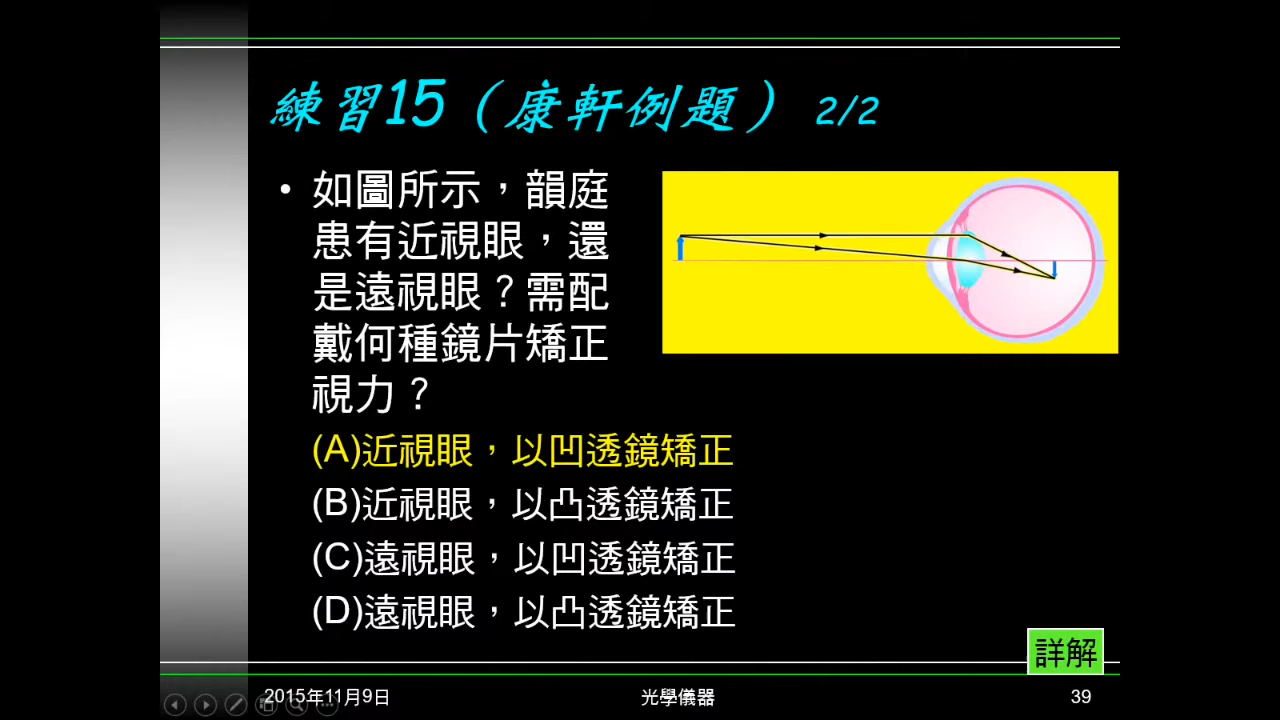 練習15（康軒例題） 2/2
• 如圖所示，韻庭
患有近視眼，還
是遠視眼？需配
戴何種鏡片矯正
視力？
(A)近視眼，以凹透鏡矯正
(B)近視眼，以凸透鏡矯正
(C)遠視眼，以凹透鏡矯正
(D)遠視眼，以凸透鏡矯正
詳解
2015年11月9日 光學儀器 39